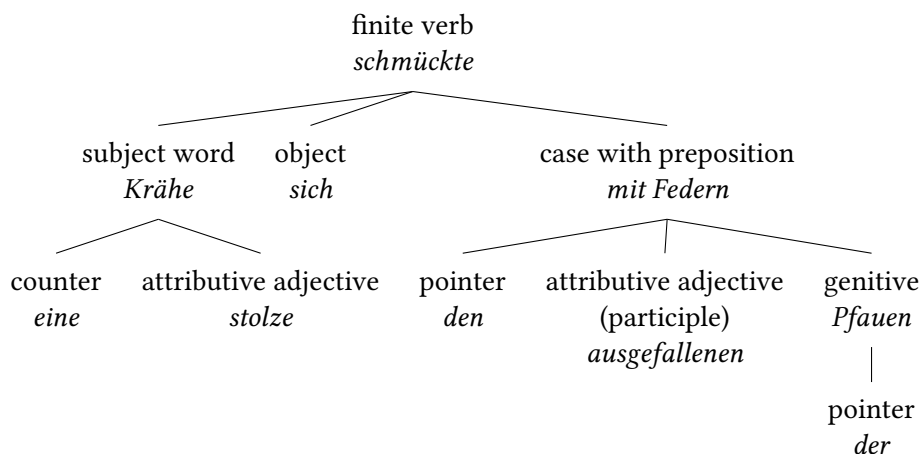 finite verb
schmückte
subject word object case with preposition
Krähe sich mit Federn
counter attributive adjective pointer attributive adjective genitive
eine stolze den (participle) Pfauen
ausgefallenen
pointer
der